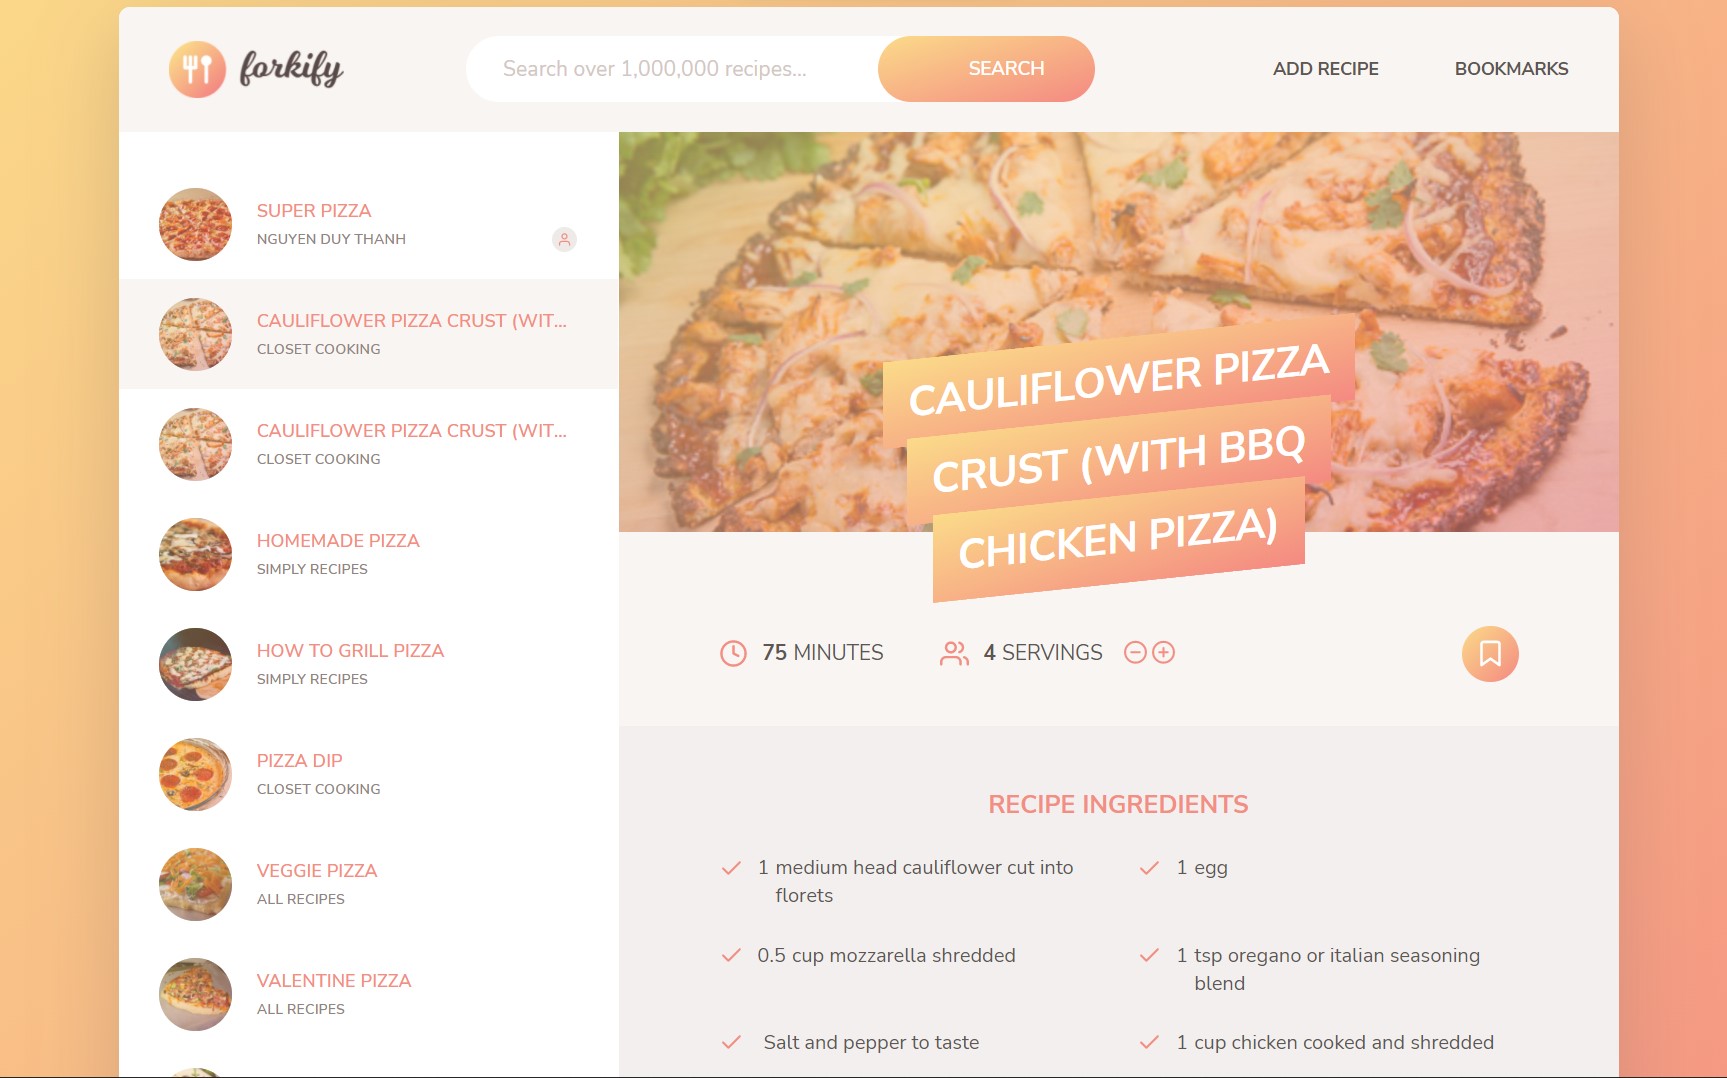 forkify
Search over 1,000,000 recipes...
SEARCH
ADD RECIPE
BOOKMARKS
SUPER PIZZA
NGUYEN DUY THANH
CAULIFLOWER PIZZA CRUST (WIT...
CLOSET COOKING
CAULIFLOWER PIZZA CRUST (WIT...
CLOSET COOKING
HOMEMADE PIZZA
SIMPLY RECIPES
HOW TO GRILL PIZZA
SIMPLY RECIPES
PIZZA DIP
CLOSET COOKING
VEGGIE PIZZA
ALL RECIPES
VALENTINE PIZZA
ALL RECIPES
CAULIFLOWER PIZZA
CRUST (WITH BBQ
CHICKEN PIZZA)
75 MINUTES
4 SERVINGS
RECIPE INGREDIENTS
1 medium head cauliflower cut into
florets
1 egg
0.5 cup mozzarella shredded
1 tsp oregano or italian seasoning
blend
Salt and pepper to taste
1 cup chicken cooked and shredded